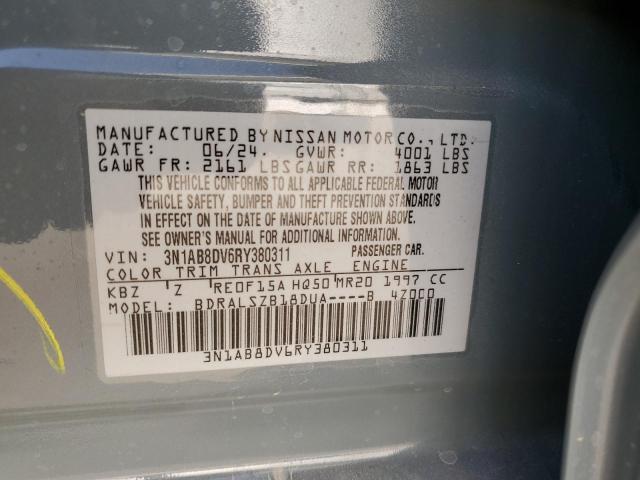 MANUFACTURED BY NISSAN MOTOR CO., LTD.
DATE: 06/24. GVWR: 4001 LBS
GAWR FR: 2161 LBS GAWR RR: 1863 LBS
THIS VEHICLE CONFORMS TO ALL APPLICABLE FEDERAL MOTOR
VEHICLE SAFETY, BUMPER AND THEFT PREVENTION STANDARDS
IN EFFECT ON THE DATE OF MANUFACTURE SHOWN ABOVE.
SEE OWNER'S MANUAL FOR ADDITIONAL INFORMATION.
VIN: 3N1AB8DV6RY380311 PASSENGER CAR.
COLOR TRIM TRANS AXLE ENGINE
KBZ Z RE0F15A HQ50 MR20 1997 CC
MODEL: BDRALSZB18DUA----B 4Z000
3N1AB8DV6RY380311